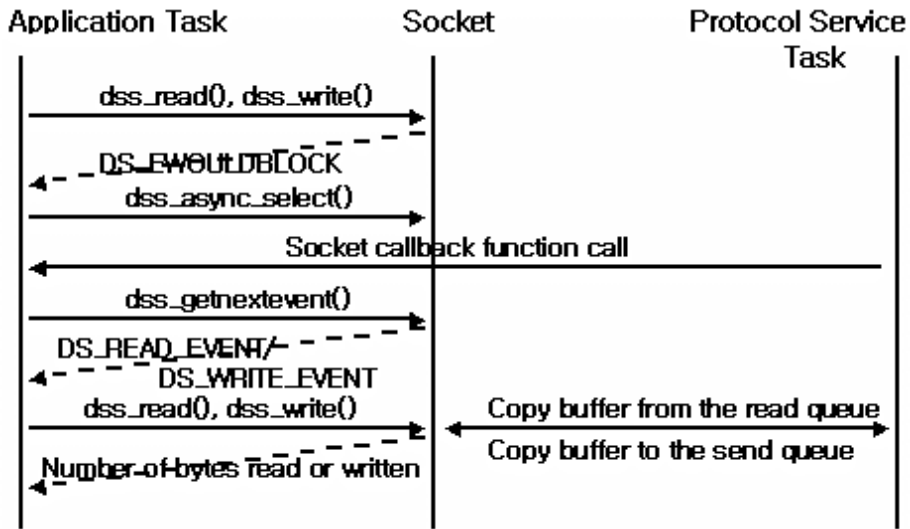 Application Task
Socket
Protocol Service
Task
dss_read(), dss_write()
DS_EWOULDBLOCK
dss_async_select()
Socket callback function call
dss_getnextevent()
DS_READ_EVENT/
DS_WRITE_EVENT
dss_read(), dss_write()
Copy buffer from the read queue
Copy buffer to the send queue
Number of bytes read or written